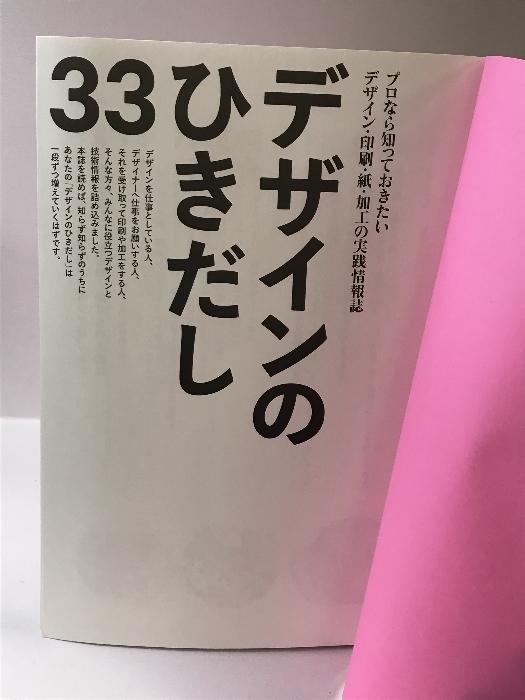 プロなら知っておきたい
デザイン・印刷・紙・加工の実践情報誌
デザインの
ひきだし
33
デザインを仕事としている人、
デザイナーへ仕事をお願いする人、
それを受け取って印刷や加工をする人、
そんな方々、みんなに役立つデザインと
技術情報を詰め込みました。
本誌を読めば、知らず知らずのうちに
あなたの「デザインのひきだし」は
一段ずつ増えていくはずです。